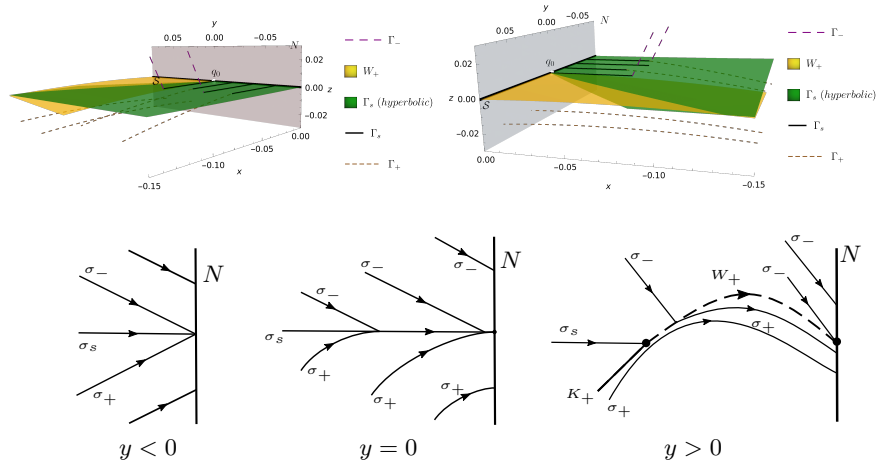 y
0.05 0.00 −0.05
N
0.02
S
q₀
0.00
z
−0.02
−0.05
−0.10
x
−0.15
Γ₋
W₊
Γₛ (hyperbolic)
Γₛ
Γ₊
y
0.05 0.00 −0.05
N
0.02
q₀
z 0.00
S
−0.02
0.00
−0.05
−0.10
−0.15
x
Γ₋
W₊
Γₛ (hyperbolic)
Γₛ
Γ₊
σ₋
N
σₛ
σ₊
y < 0
σ₋
σ₋
σ₋
N
σₛ
σ₊
σ₊
σ₊
y = 0
σ₋
σ₋
N
W₊
σ₋
σₛ
σ₊
K₊
σ₊
y > 0